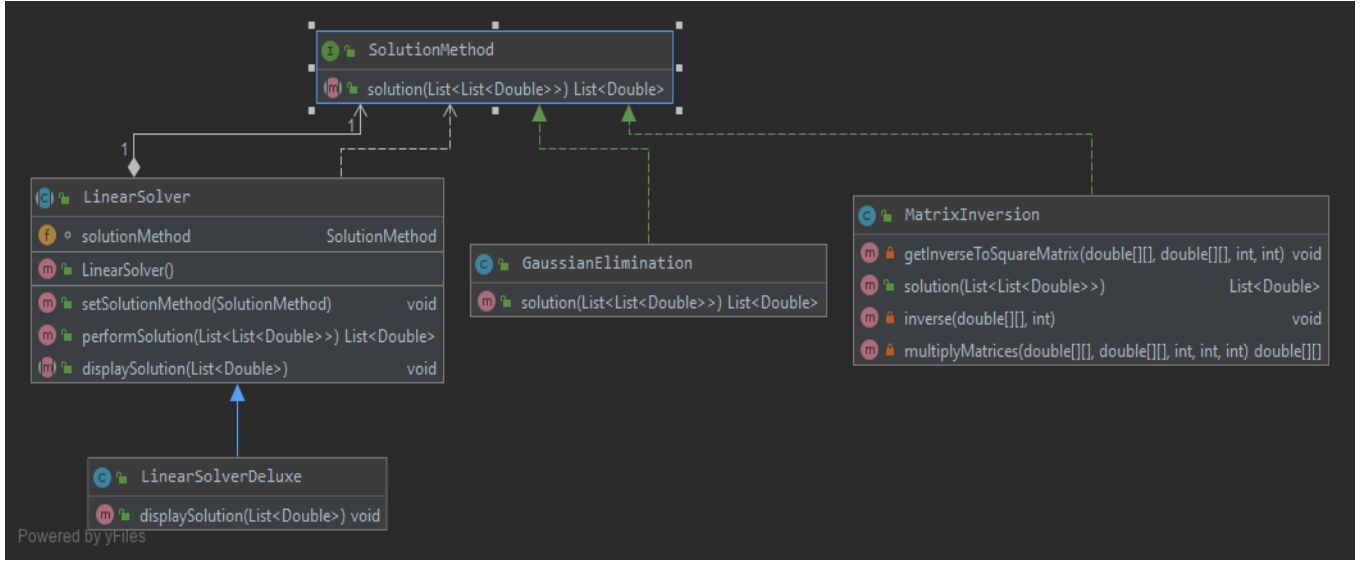 SolutionMethod
solution(List<List<Double>>) List<Double>
1
1
LinearSolver
solutionMethod SolutionMethod
LinearSolver()
setSolutionMethod(SolutionMethod) void
performSolution(List<List<Double>>) List<Double>
displaySolution(List<Double>) void
GaussianElimination
solution(List<List<Double>>) List<Double>
MatrixInversion
getInverseToSquareMatrix(double[][], double[][], int, int) void
solution(List<List<Double>>) List<Double>
inverse(double[][], int) void
multiplyMatrices(double[][], double[][], int, int, int) double[][]
LinearSolverDeluxe
displaySolution(List<Double>) void
Powered by yFiles